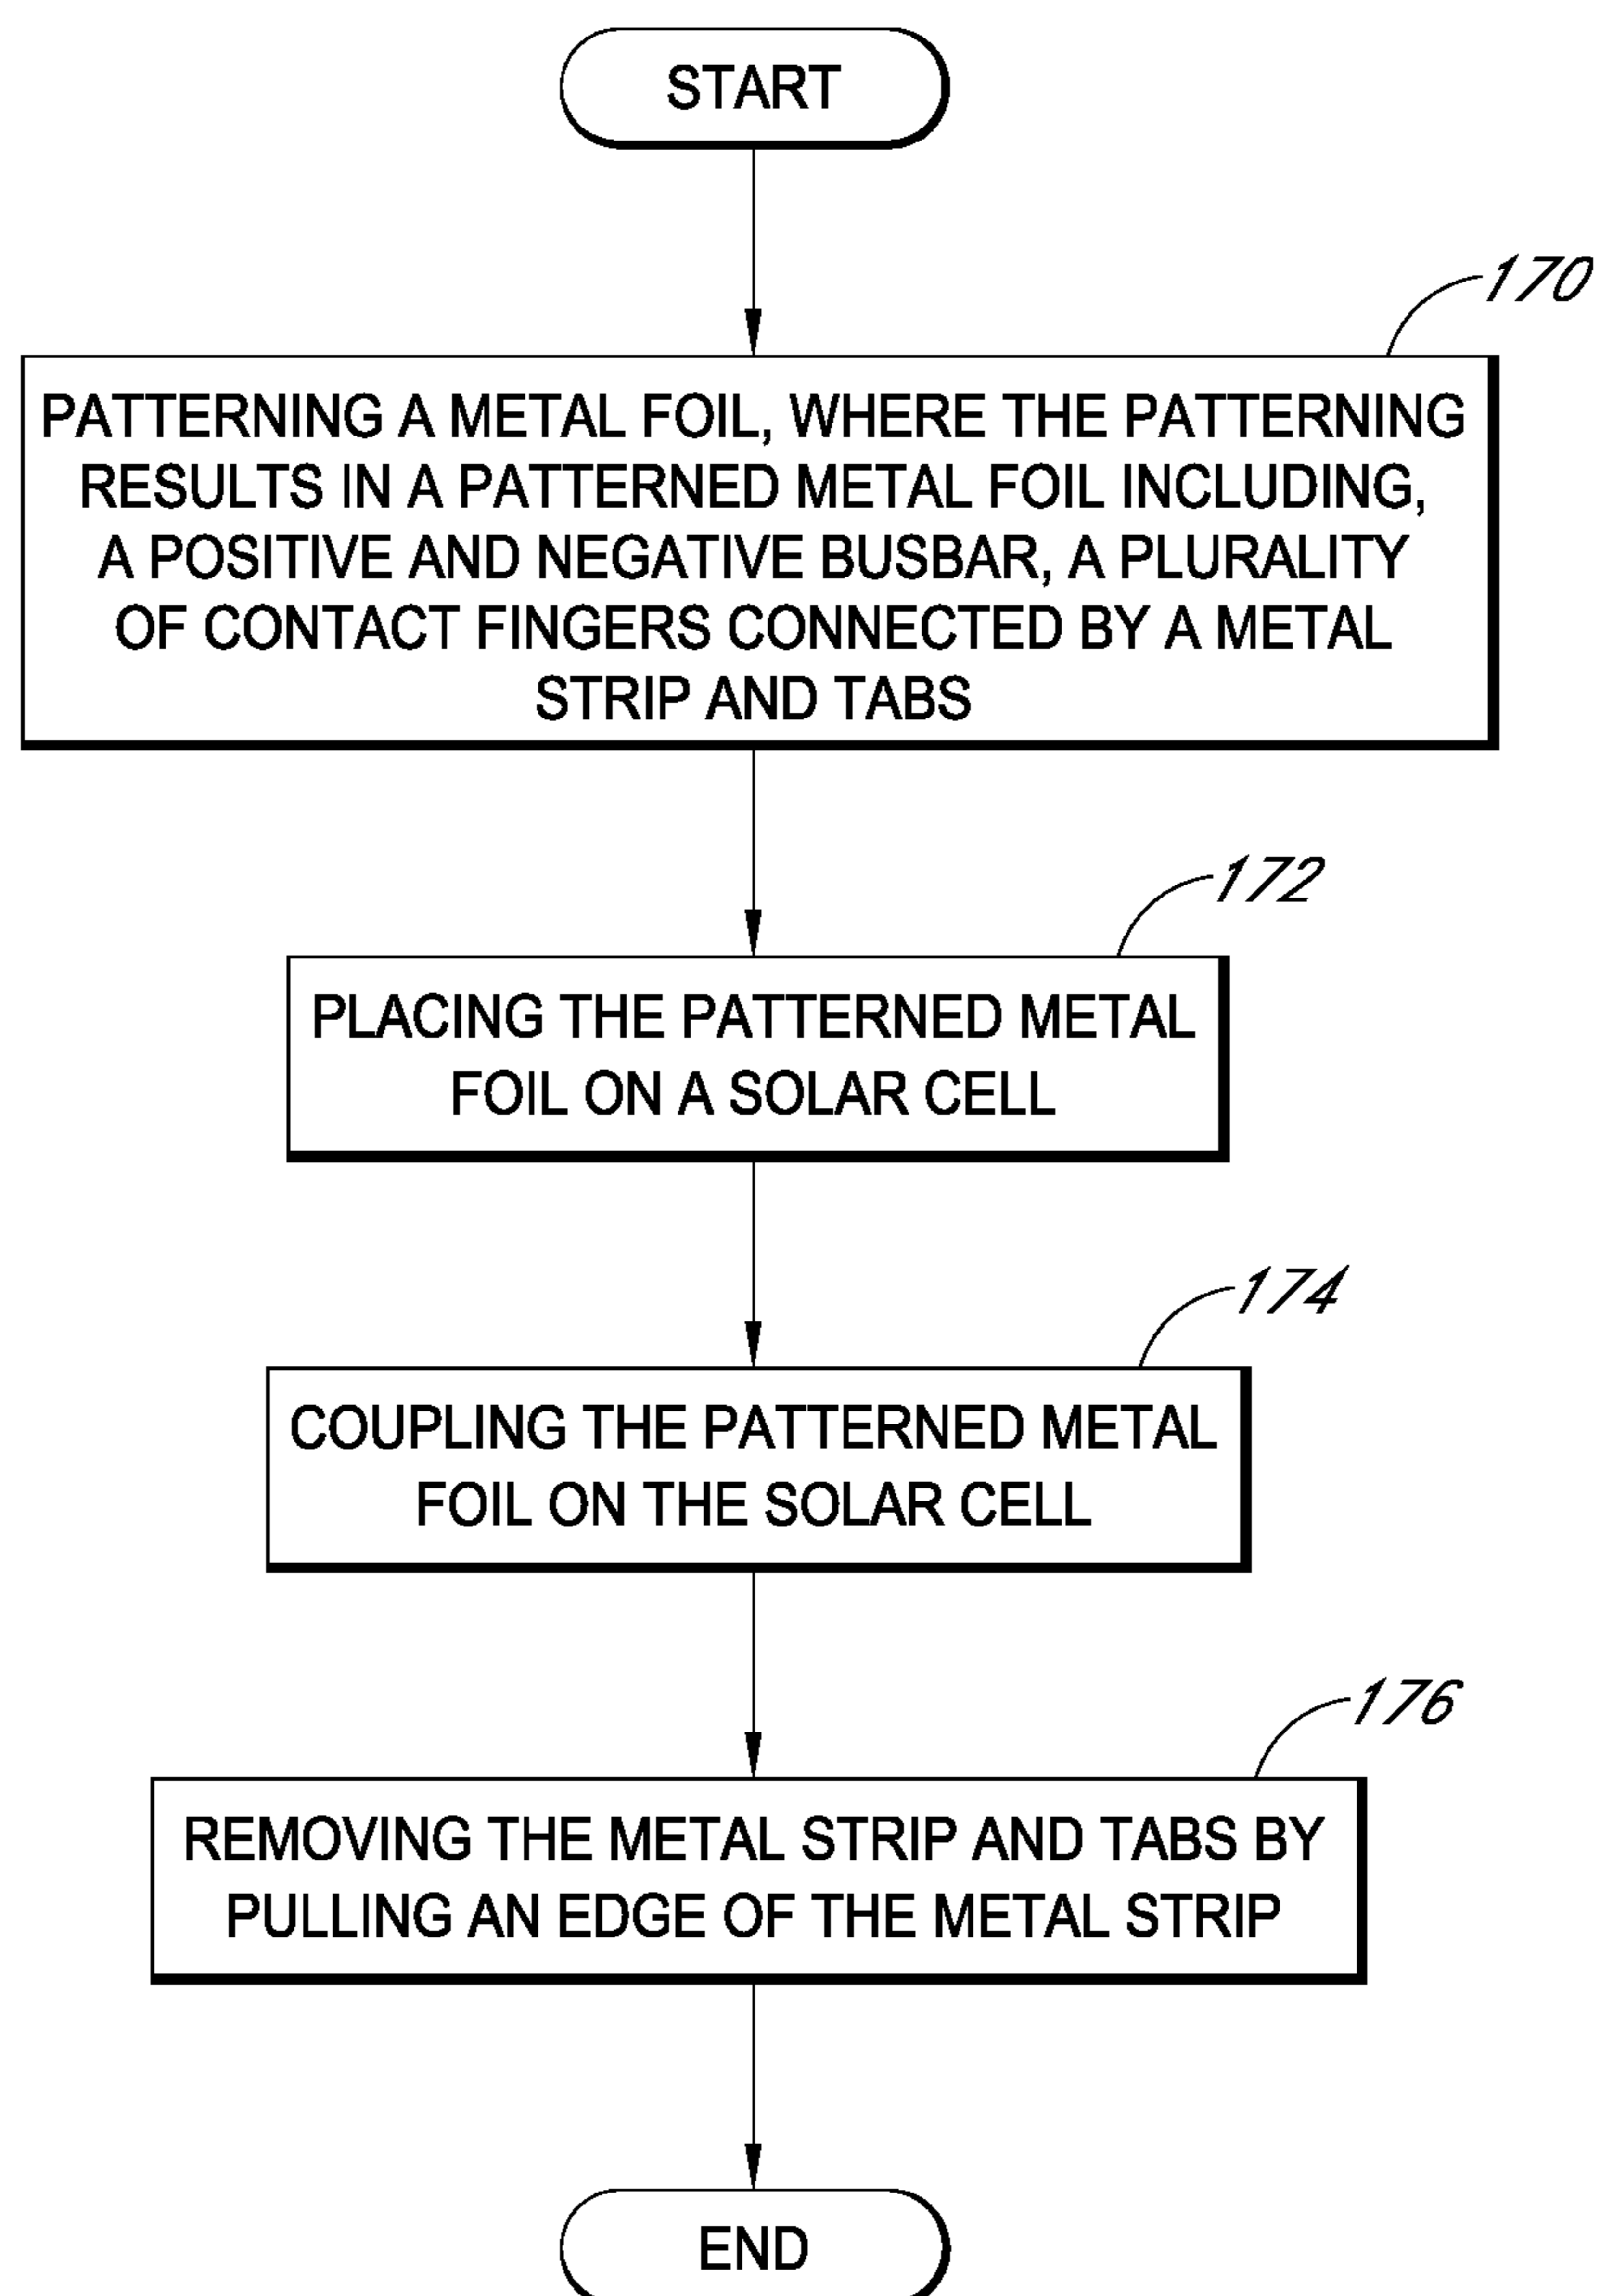 START
170
PATTERNING A METAL FOIL, WHERE THE PATTERNING
RESULTS IN A PATTERNED METAL FOIL INCLUDING,
A POSITIVE AND NEGATIVE BUSBAR, A PLURALITY
OF CONTACT FINGERS CONNECTED BY A METAL
STRIP AND TABS
172
PLACING THE PATTERNED METAL
FOIL ON A SOLAR CELL
174
COUPLING THE PATTERNED METAL
FOIL ON THE SOLAR CELL
176
REMOVING THE METAL STRIP AND TABS BY
PULLING AN EDGE OF THE METAL STRIP
END